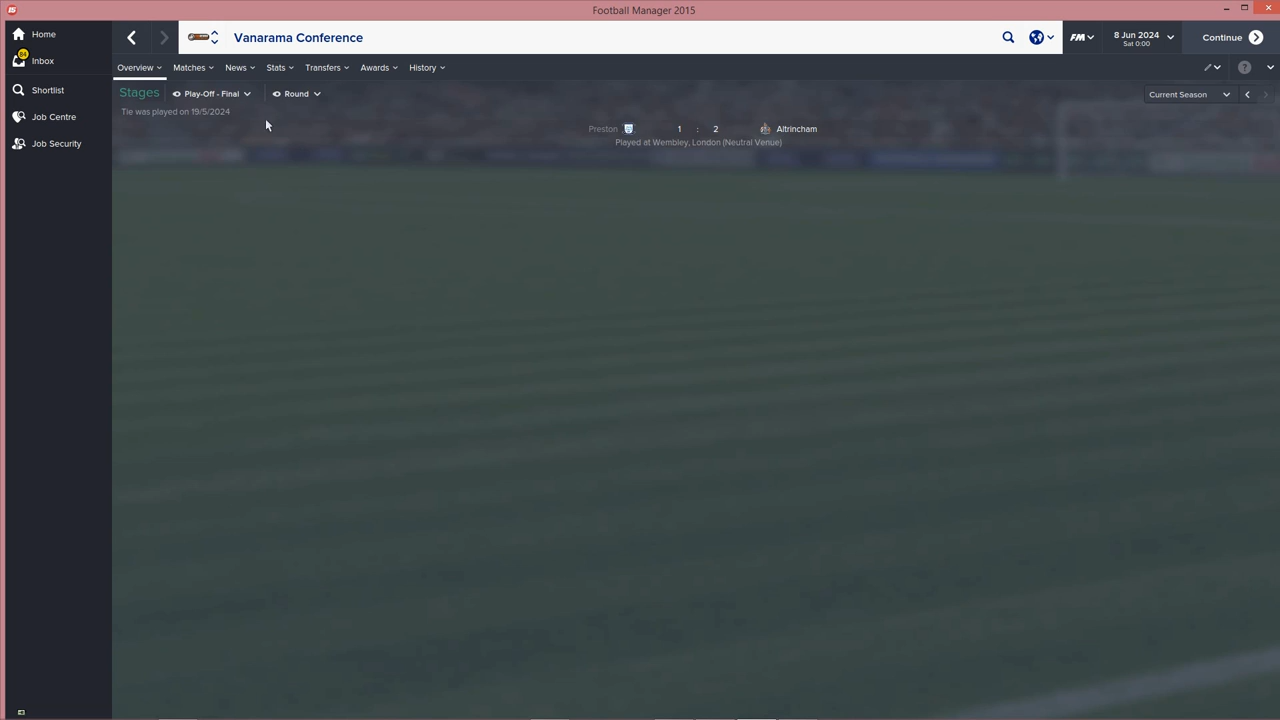 Football Manager 2015
Home
Vanarama Conference
FM
8 Jun 2024
Sat 0:00
Continue
84
Inbox
Overview
Matches
News
Stats
Transfers
Awards
History
Shortlist
Stages
Play-Off - Final
Round
Current Season
Tie was played on 19/5/2024
Job Centre
Preston 1 : 2 Altrincham
Played at Wembley, London (Neutral Venue)
Job Security